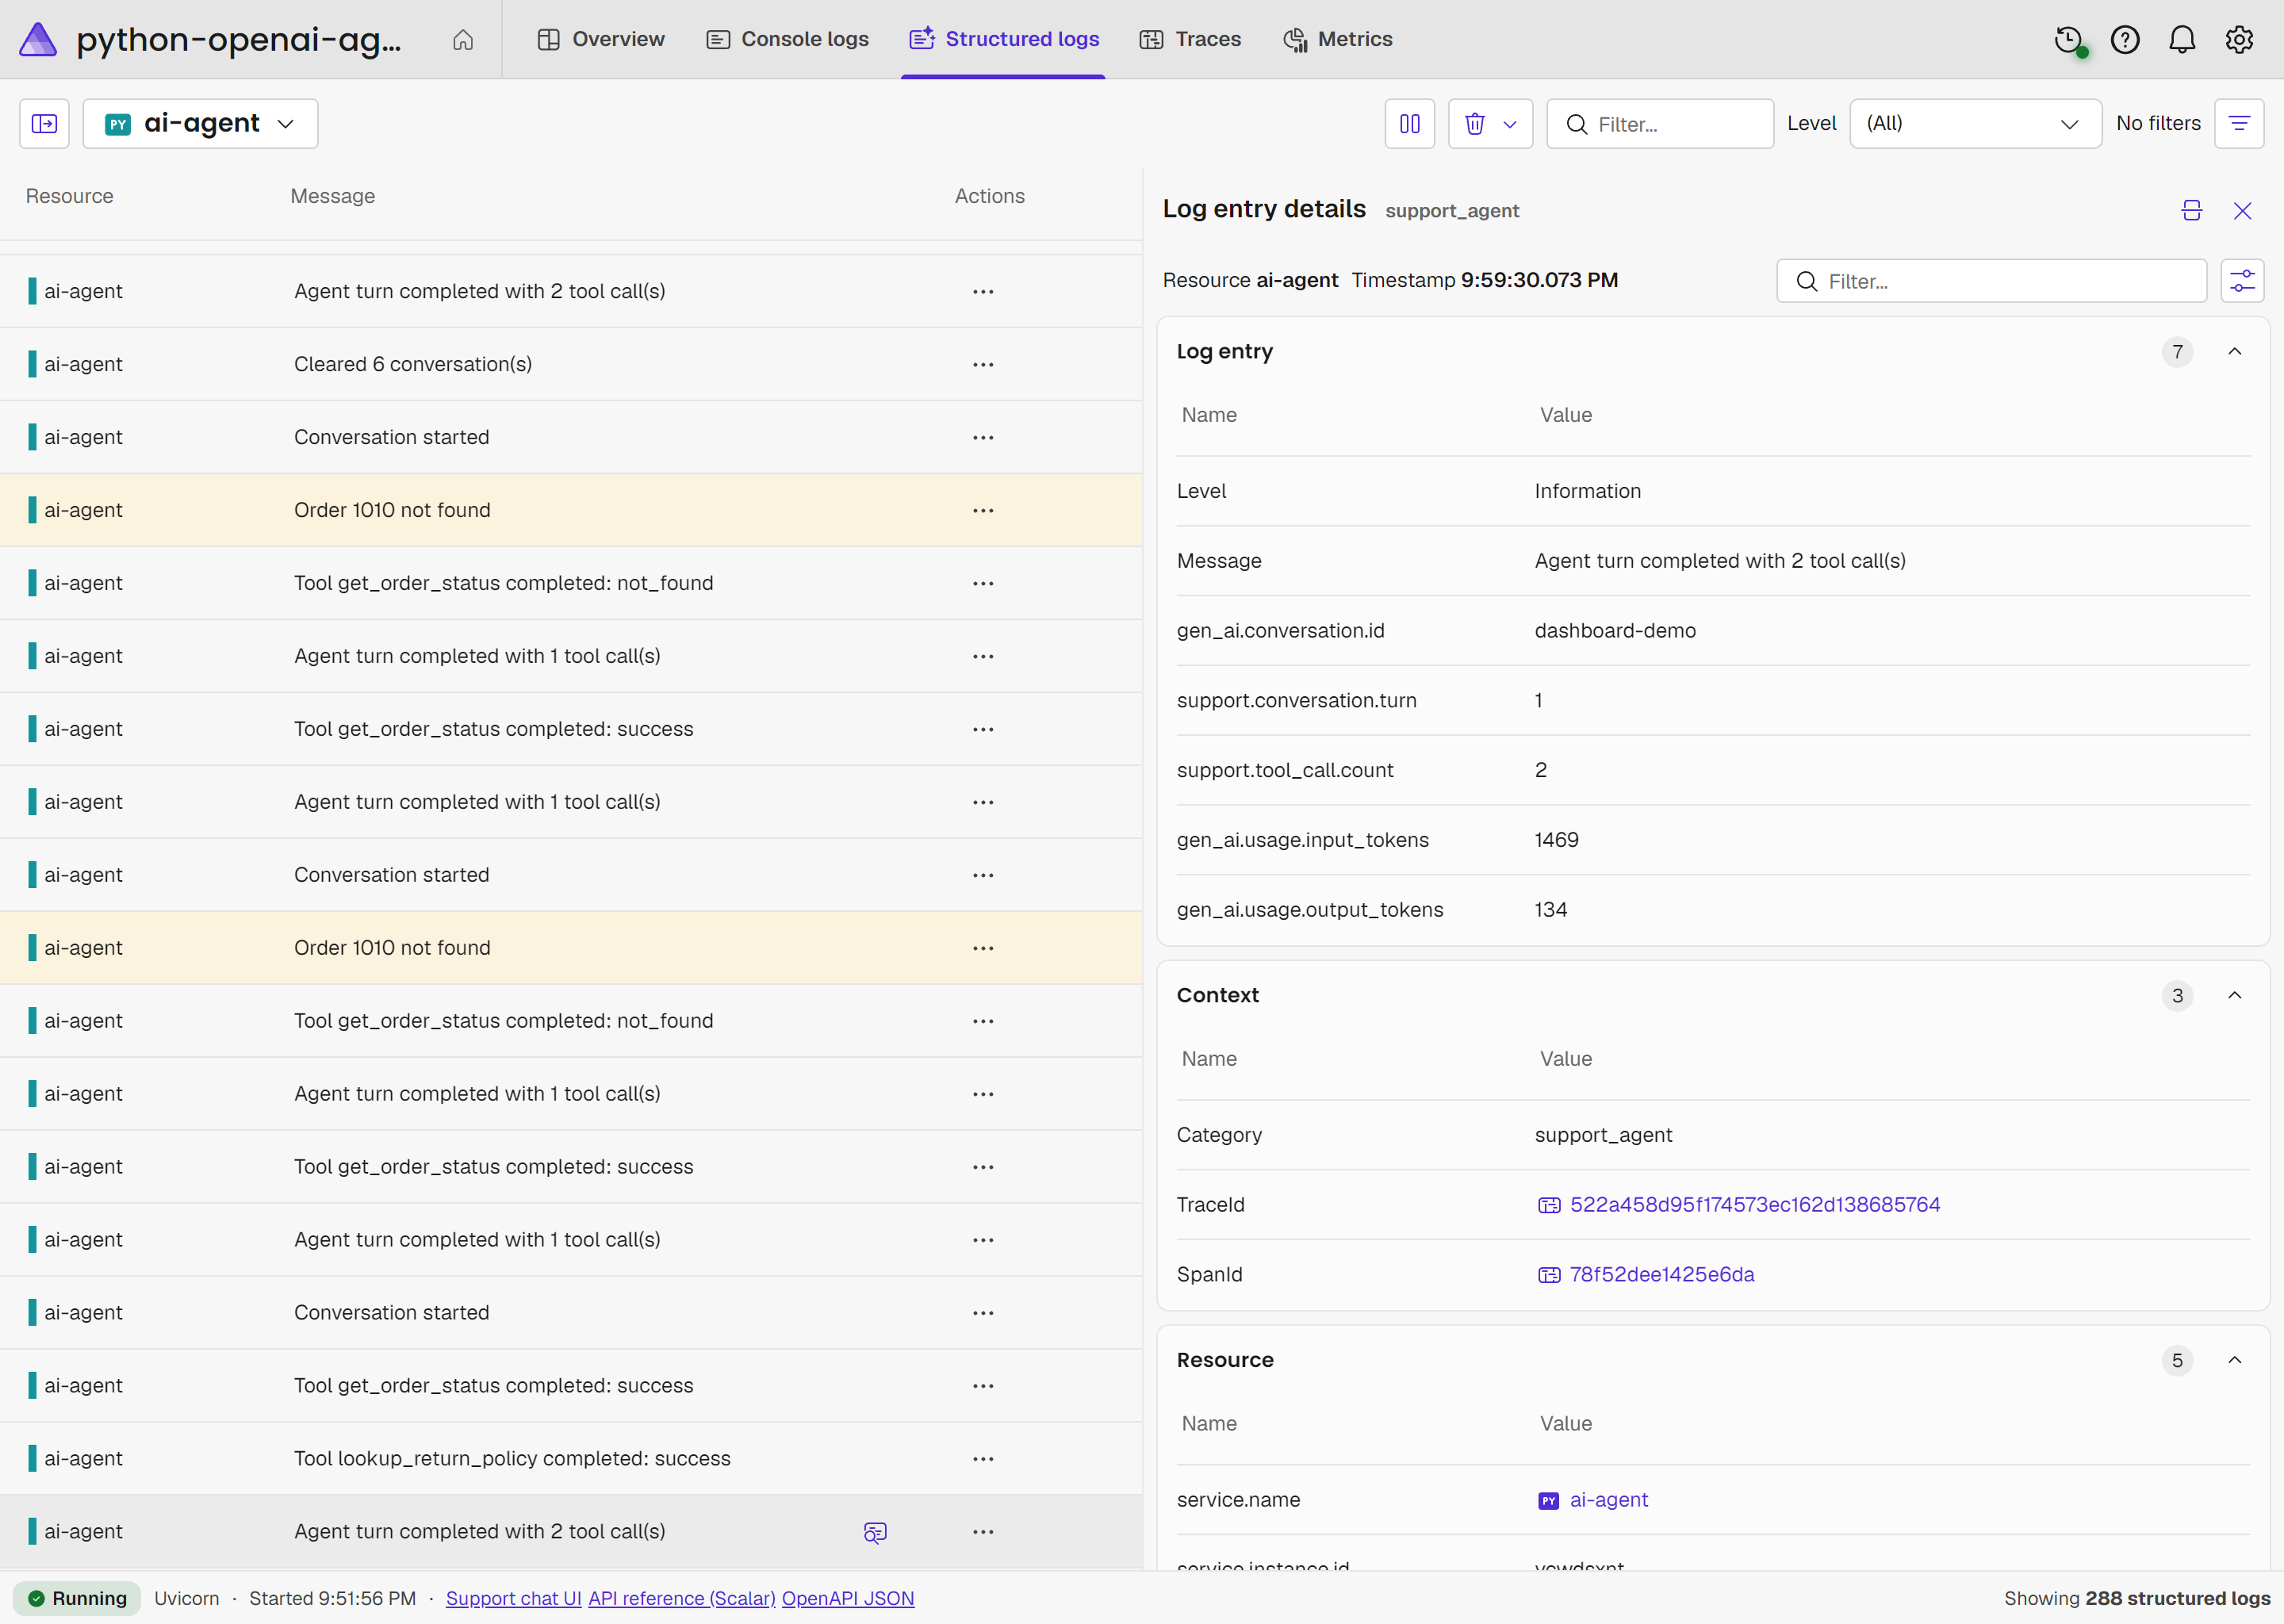 python-openai-ag...
Overview
Console logs
Structured logs
Traces
Metrics
PY ai-agent
Filter...
Level
(All)
No filters
Resource Message Actions
ai-agent Agent turn completed with 2 tool call(s)
ai-agent Cleared 6 conversation(s)
ai-agent Conversation started
ai-agent Order 1010 not found
ai-agent Tool get_order_status completed: not_found
ai-agent Agent turn completed with 1 tool call(s)
ai-agent Tool get_order_status completed: success
ai-agent Agent turn completed with 1 tool call(s)
ai-agent Conversation started
ai-agent Order 1010 not found
ai-agent Tool get_order_status completed: not_found
ai-agent Agent turn completed with 1 tool call(s)
ai-agent Tool get_order_status completed: success
ai-agent Agent turn completed with 1 tool call(s)
ai-agent Conversation started
ai-agent Tool get_order_status completed: success
ai-agent Tool lookup_return_policy completed: success
ai-agent Agent turn completed with 2 tool call(s)
Log entry details support_agent
Resource ai-agent Timestamp 9:59:30.073 PM
Filter...
Log entry 7
Name Value
Level Information
Message Agent turn completed with 2 tool call(s)
gen_ai.conversation.id dashboard-demo
support.conversation.turn 1
support.tool_call.count 2
gen_ai.usage.input_tokens 1469
gen_ai.usage.output_tokens 134
Context 3
Name Value
Category support_agent
TraceId 522a458d95f174573ec162d138685764
SpanId 78f52dee1425e6da
Resource 5
Name Value
service.name PY ai-agent
service.instance.id
Running Uvicorn · Started 9:51:56 PM · Support chat UI API reference (Scalar) OpenAPI JSON
Showing 288 structured logs